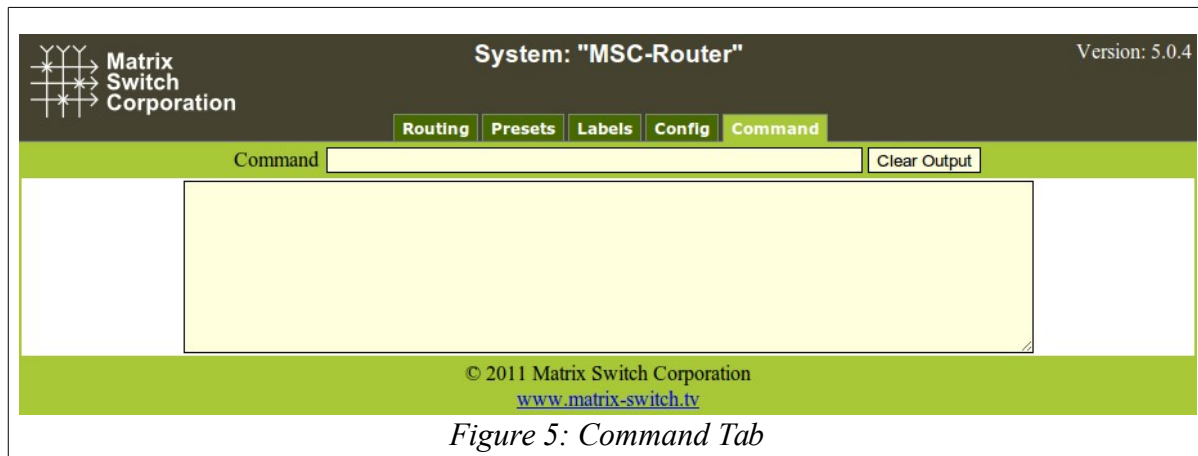 Matrix
Switch
Corporation
System: "MSC-Router"
Version: 5.0.4
Routing Presets Labels Config Command
Command Clear Output
© 2011 Matrix Switch Corporation
www.matrix-switch.tv
Figure 5: Command Tab